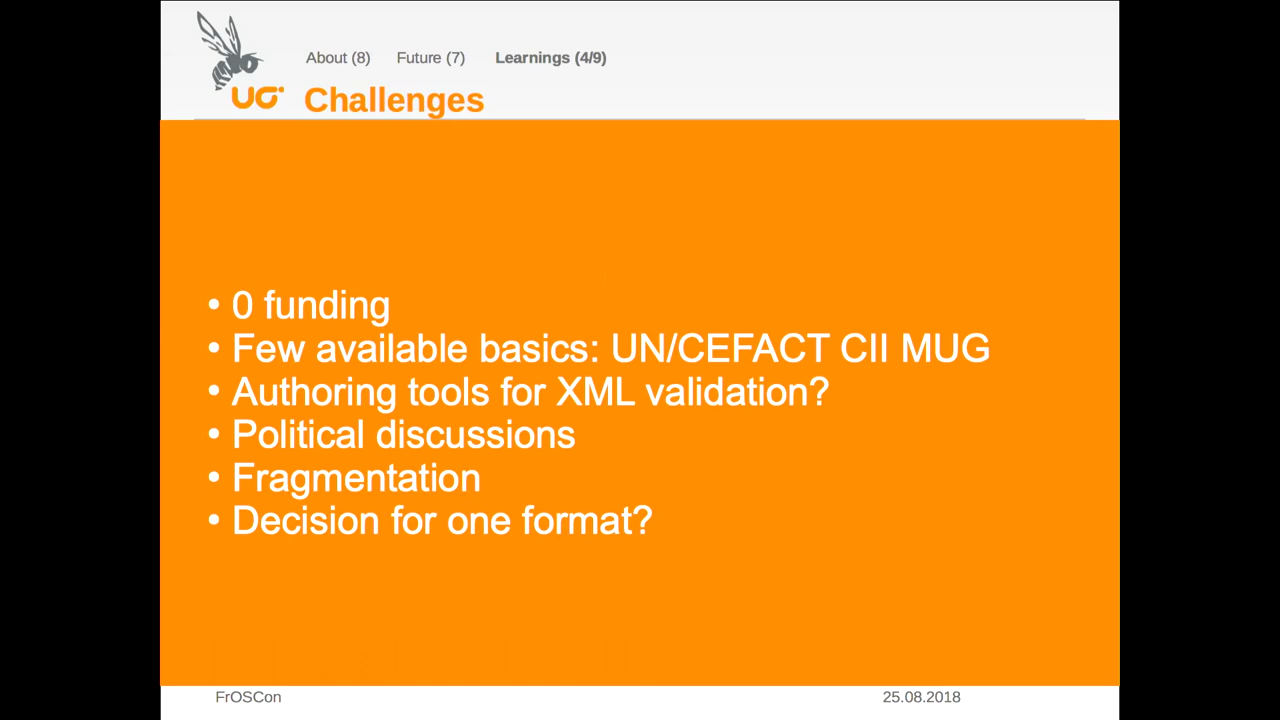 About (8) Future (7) Learnings (4/9)
UG
Challenges
• 0 funding
• Few available basics: UN/CEFACT CII MUG
• Authoring tools for XML validation?
• Political discussions
• Fragmentation
• Decision for one format?
FrOSCon 25.08.2018